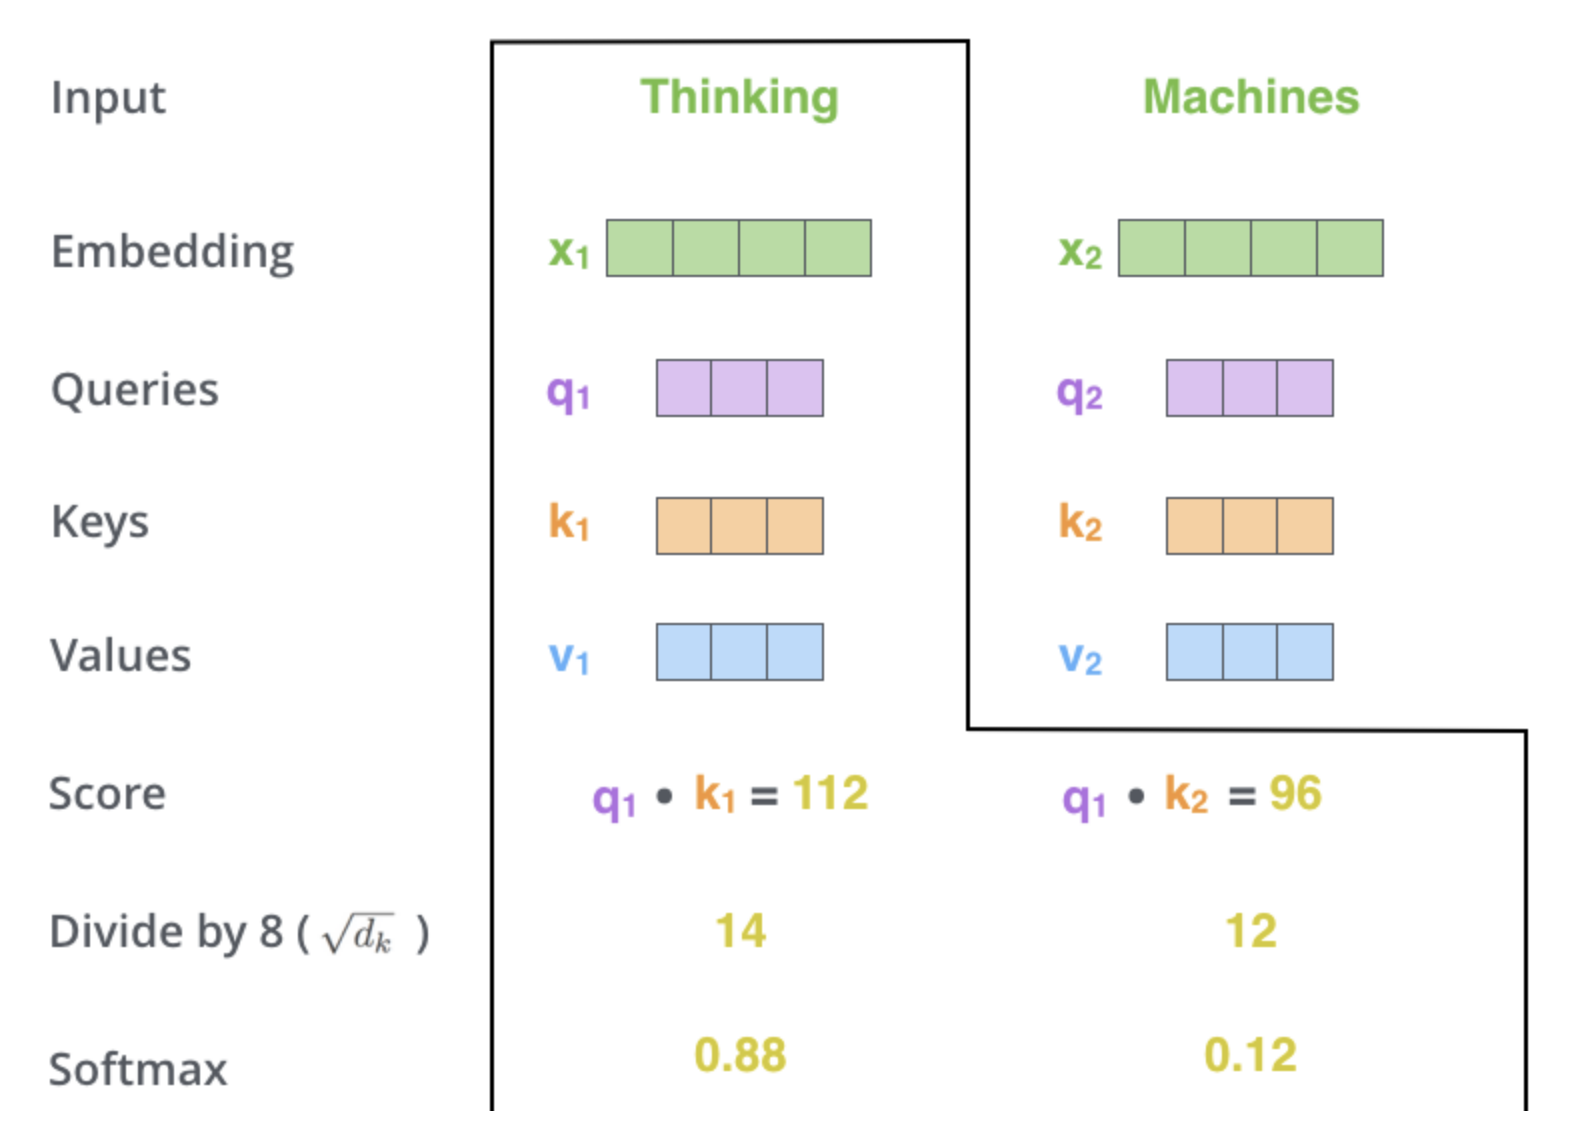 Input Thinking Machines
Embedding x₁ x₂
Queries q₁ q₂
Keys k₁ k₂
Values v₁ v₂
Score q₁ • k₁ = 112 q₁ • k₂ = 96
Divide by 8 ( √dₖ ) 14 12
Softmax 0.88 0.12